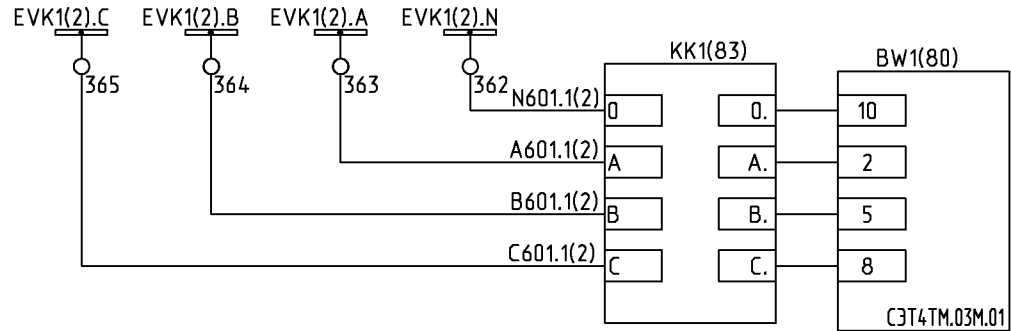 EVK1(2).C EVK1(2).B EVK1(2).A EVK1(2).N
KK1(83) BW1(80)
365 364 363 362
N601.1(2) 0 0. 10
A601.1(2) A A. 2
B601.1(2) B B. 5
C601.1(2) C C. 8
СЭТ4ТМ.03М.01